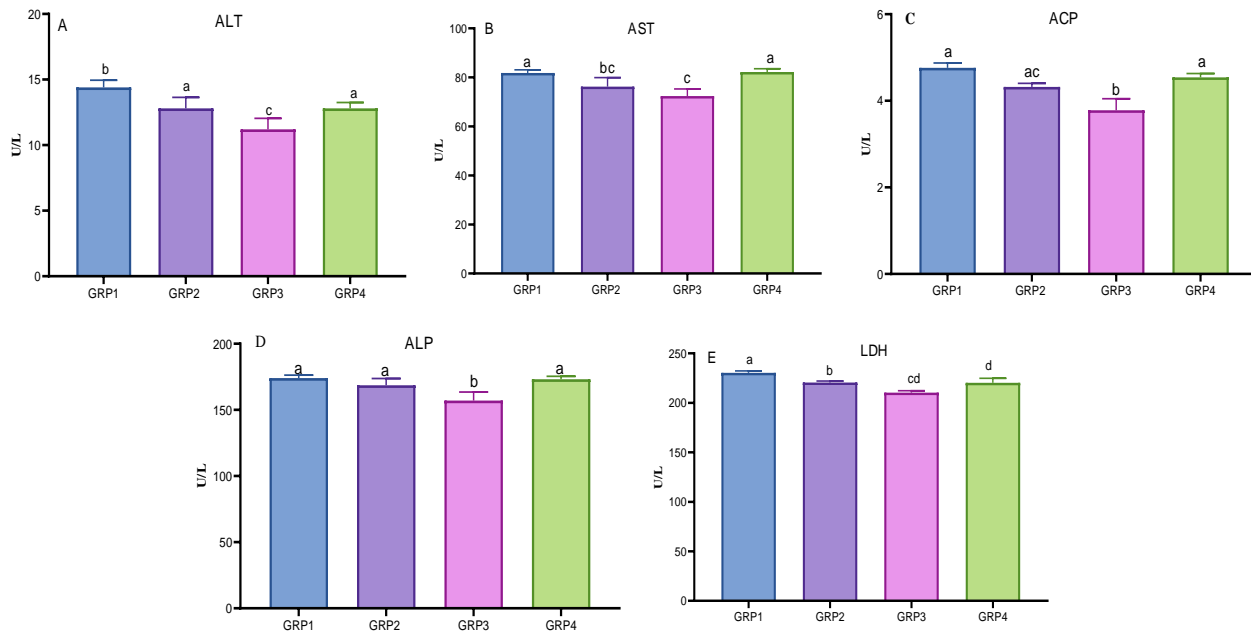 A
ALT
20
15
10
5
0
U/L
b
a
c
a
GRP1
GRP2
GRP3
GRP4
B
AST
100
80
60
40
20
0
U/L
a
bc
c
a
GRP1
GRP2
GRP3
GRP4
C
ACP
6
4
2
0
U/L
a
ac
b
a
GRP1
GRP2
GRP3
GRP4
D
ALP
200
150
100
50
0
U/L
a
a
b
a
GRP1
GRP2
GRP3
GRP4
E
LDH
250
200
150
100
50
0
U/L
a
b
cd
d
GRP1
GRP2
GRP3
GRP4